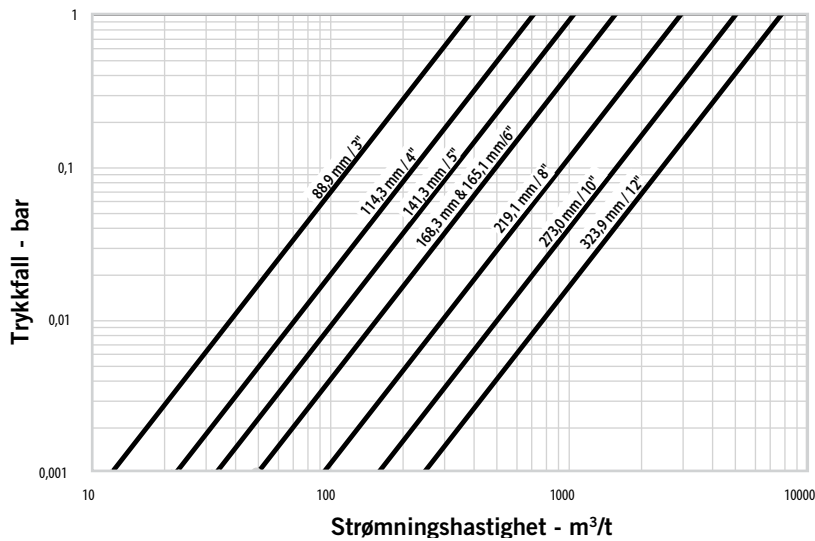 1
0,1
0,01
0,001
Trykkfall - bar
88,9 mm / 3"
114,3 mm / 4"
141,3 mm / 5"
168,3 mm & 165,1 mm/6"
219,1 mm / 8"
273,0 mm / 10"
323,9 mm / 12"
10
100
1000
10000
Strømningshastighet - m³/t